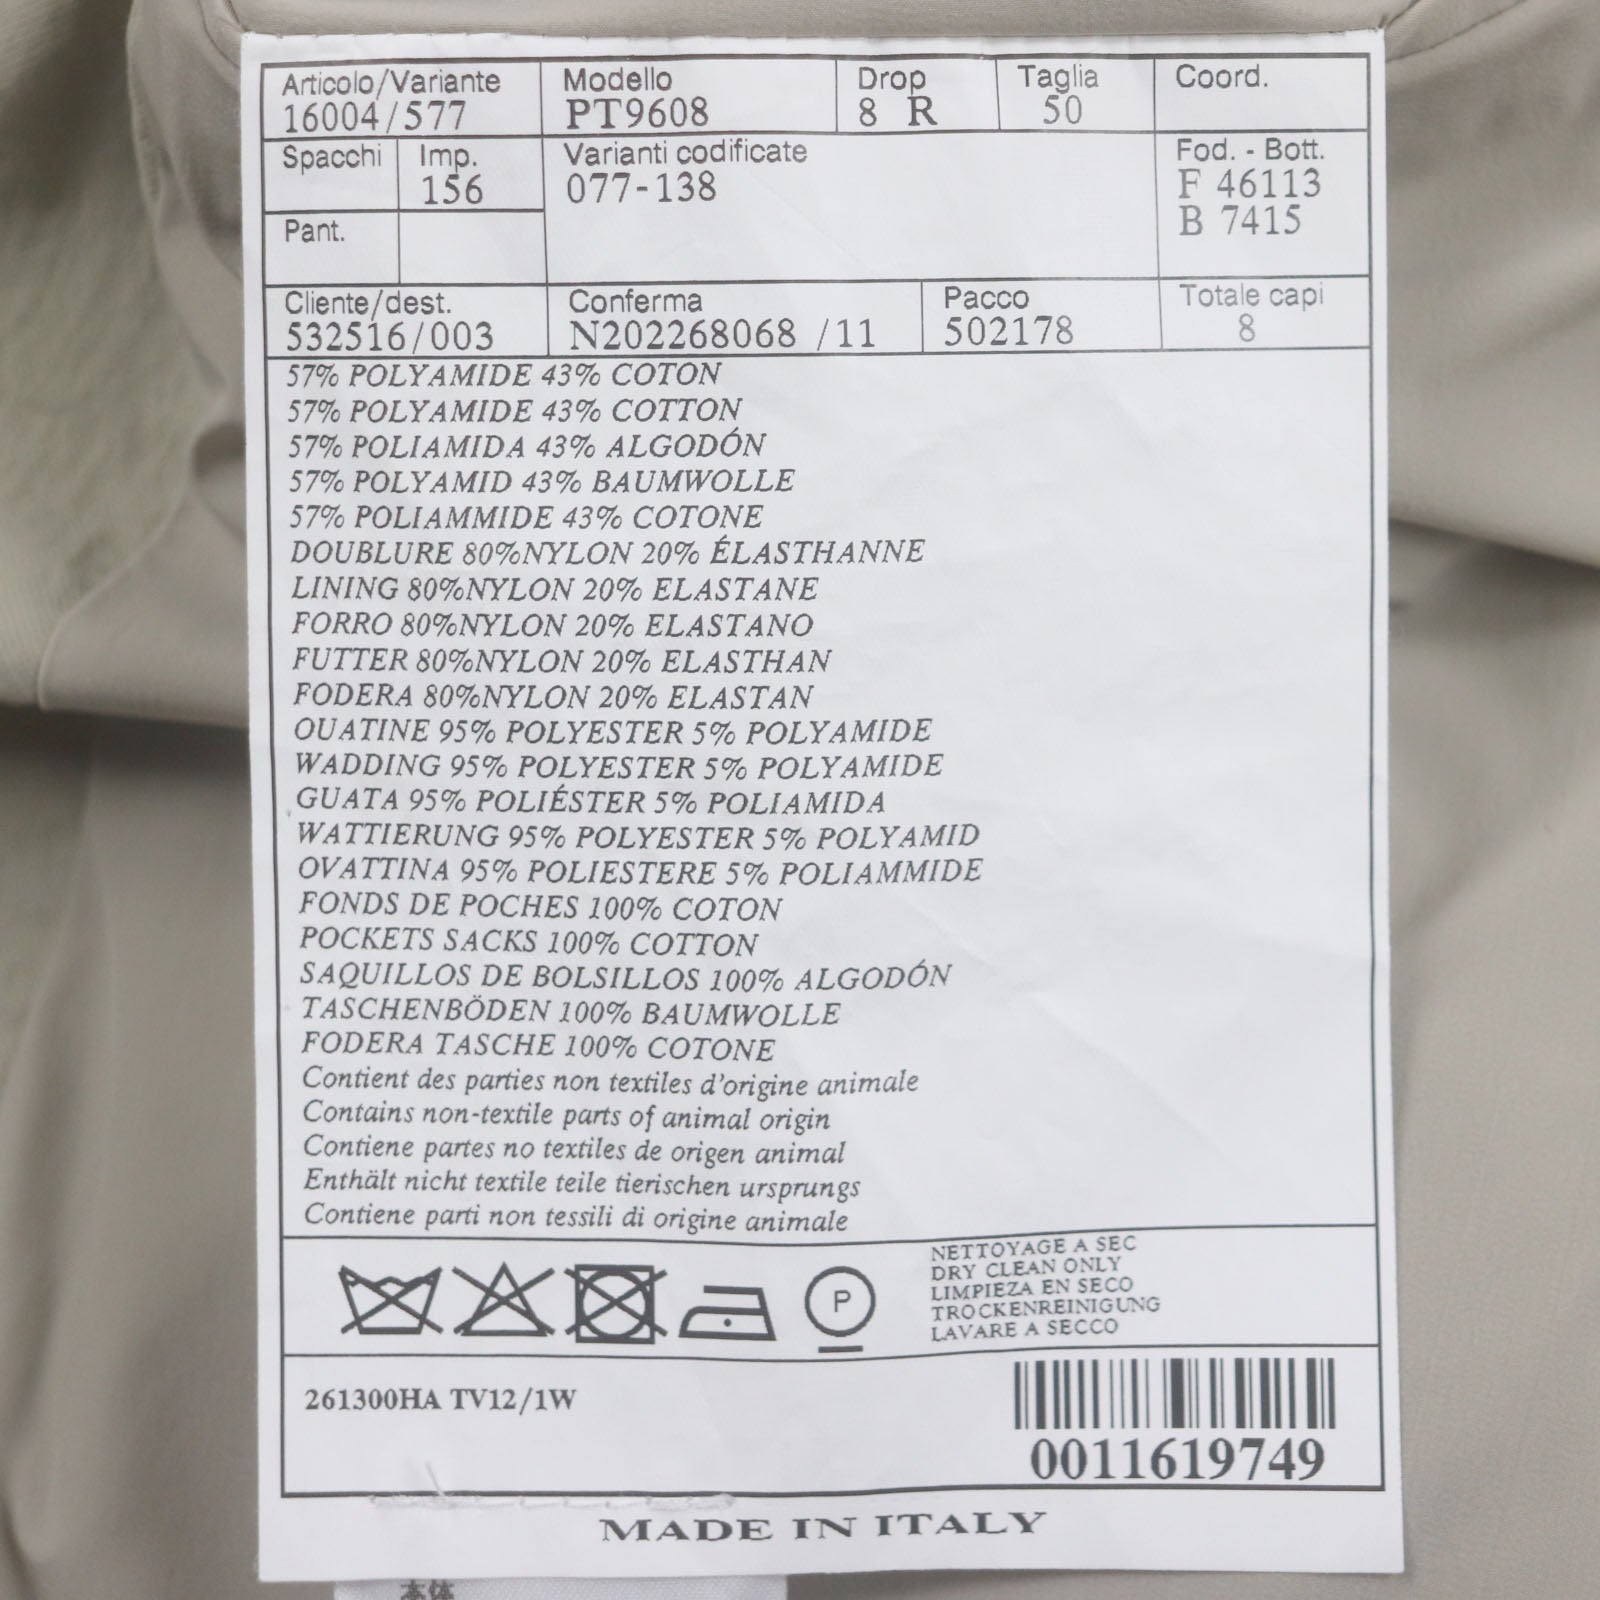 Articolo/Variante Modello Drop Taglia Coord.
16004/577 PT9608 8 R 50
Spacchi Imp. Varianti codificate Fod. - Bott.
156 077-138 F 46113
Pant. B 7415
Cliente/dest. Conferma Pacco Totale capi
532516/003 N202268068 /11 502178 8
57% POLYAMIDE 43% COTON
57% POLYAMIDE 43% COTTON
57% POLIAMIDA 43% ALGODÓN
57% POLYAMID 43% BAUMWOLLE
57% POLIAMMIDE 43% COTONE
DOUBLURE 80%NYLON 20% ÉLASTHANNE
LINING 80%NYLON 20% ELASTANE
FORRO 80%NYLON 20% ELASTANO
FUTTER 80%NYLON 20% ELASTHAN
FODERA 80%NYLON 20% ELASTAN
OUATINE 95% POLYESTER 5% POLYAMIDE
WADDING 95% POLYESTER 5% POLYAMIDE
GUATA 95% POLIÉSTER 5% POLIAMIDA
WATTIERUNG 95% POLYESTER 5% POLYAMID
OVATTINA 95% POLIESTERE 5% POLIAMMIDE
FONDS DE POCHES 100% COTON
POCKETS SACKS 100% COTTON
SAQUILLOS DE BOLSILLOS 100% ALGODÓN
TASCHENBÖDEN 100% BAUMWOLLE
FODERA TASCHE 100% COTONE
Contient des parties non textiles d'origine animale
Contains non-textile parts of animal origin
Contiene partes no textiles de origen animal
Enthält nicht textile teile tierischen ursprungs
Contiene parti non tessili di origine animale
P
NETTOYAGE A SEC
DRY CLEAN ONLY
LIMPIEZA EN SECO
TROCKENREINIGUNG
LAVARE A SECCO
261300HA TV12/1W
0011619749
MADE IN ITALY
本体